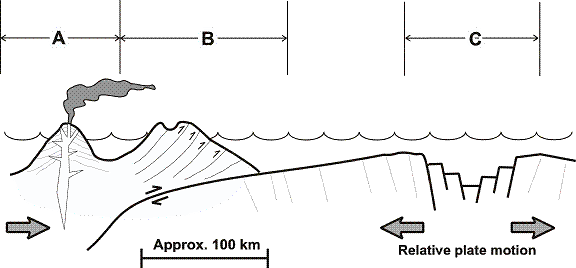 A B C
Approx. 100 km
Relative plate motion